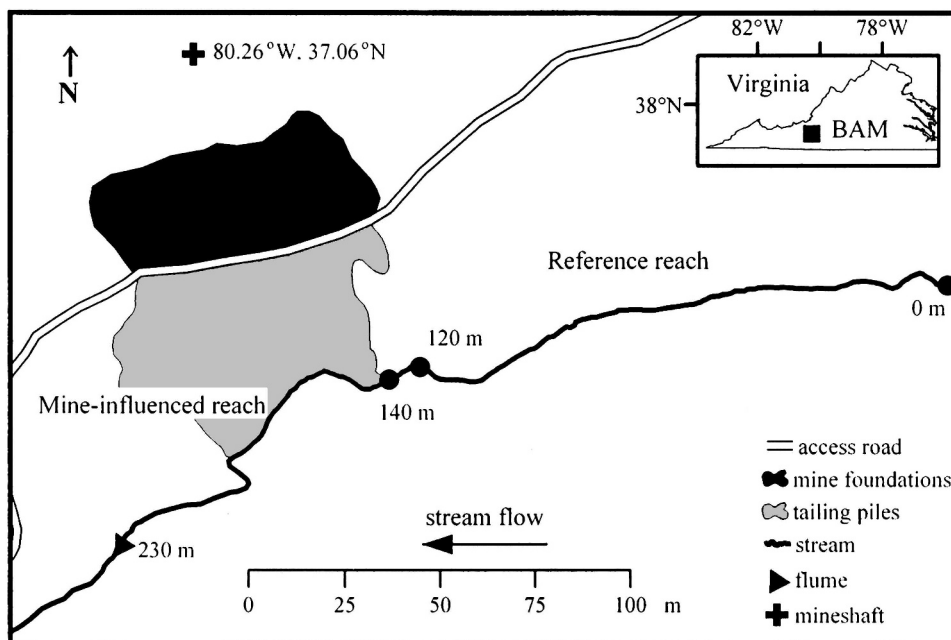 82°W 78°W
80.26°W. 37.06°N
N
Virginia
38°N
BAM
Reference reach
0 m
120 m
Mine-influenced reach
140 m
access road
mine foundations
tailing piles
stream flow
stream
230 m
flume
0 25 50 75 100 m
mineshaft